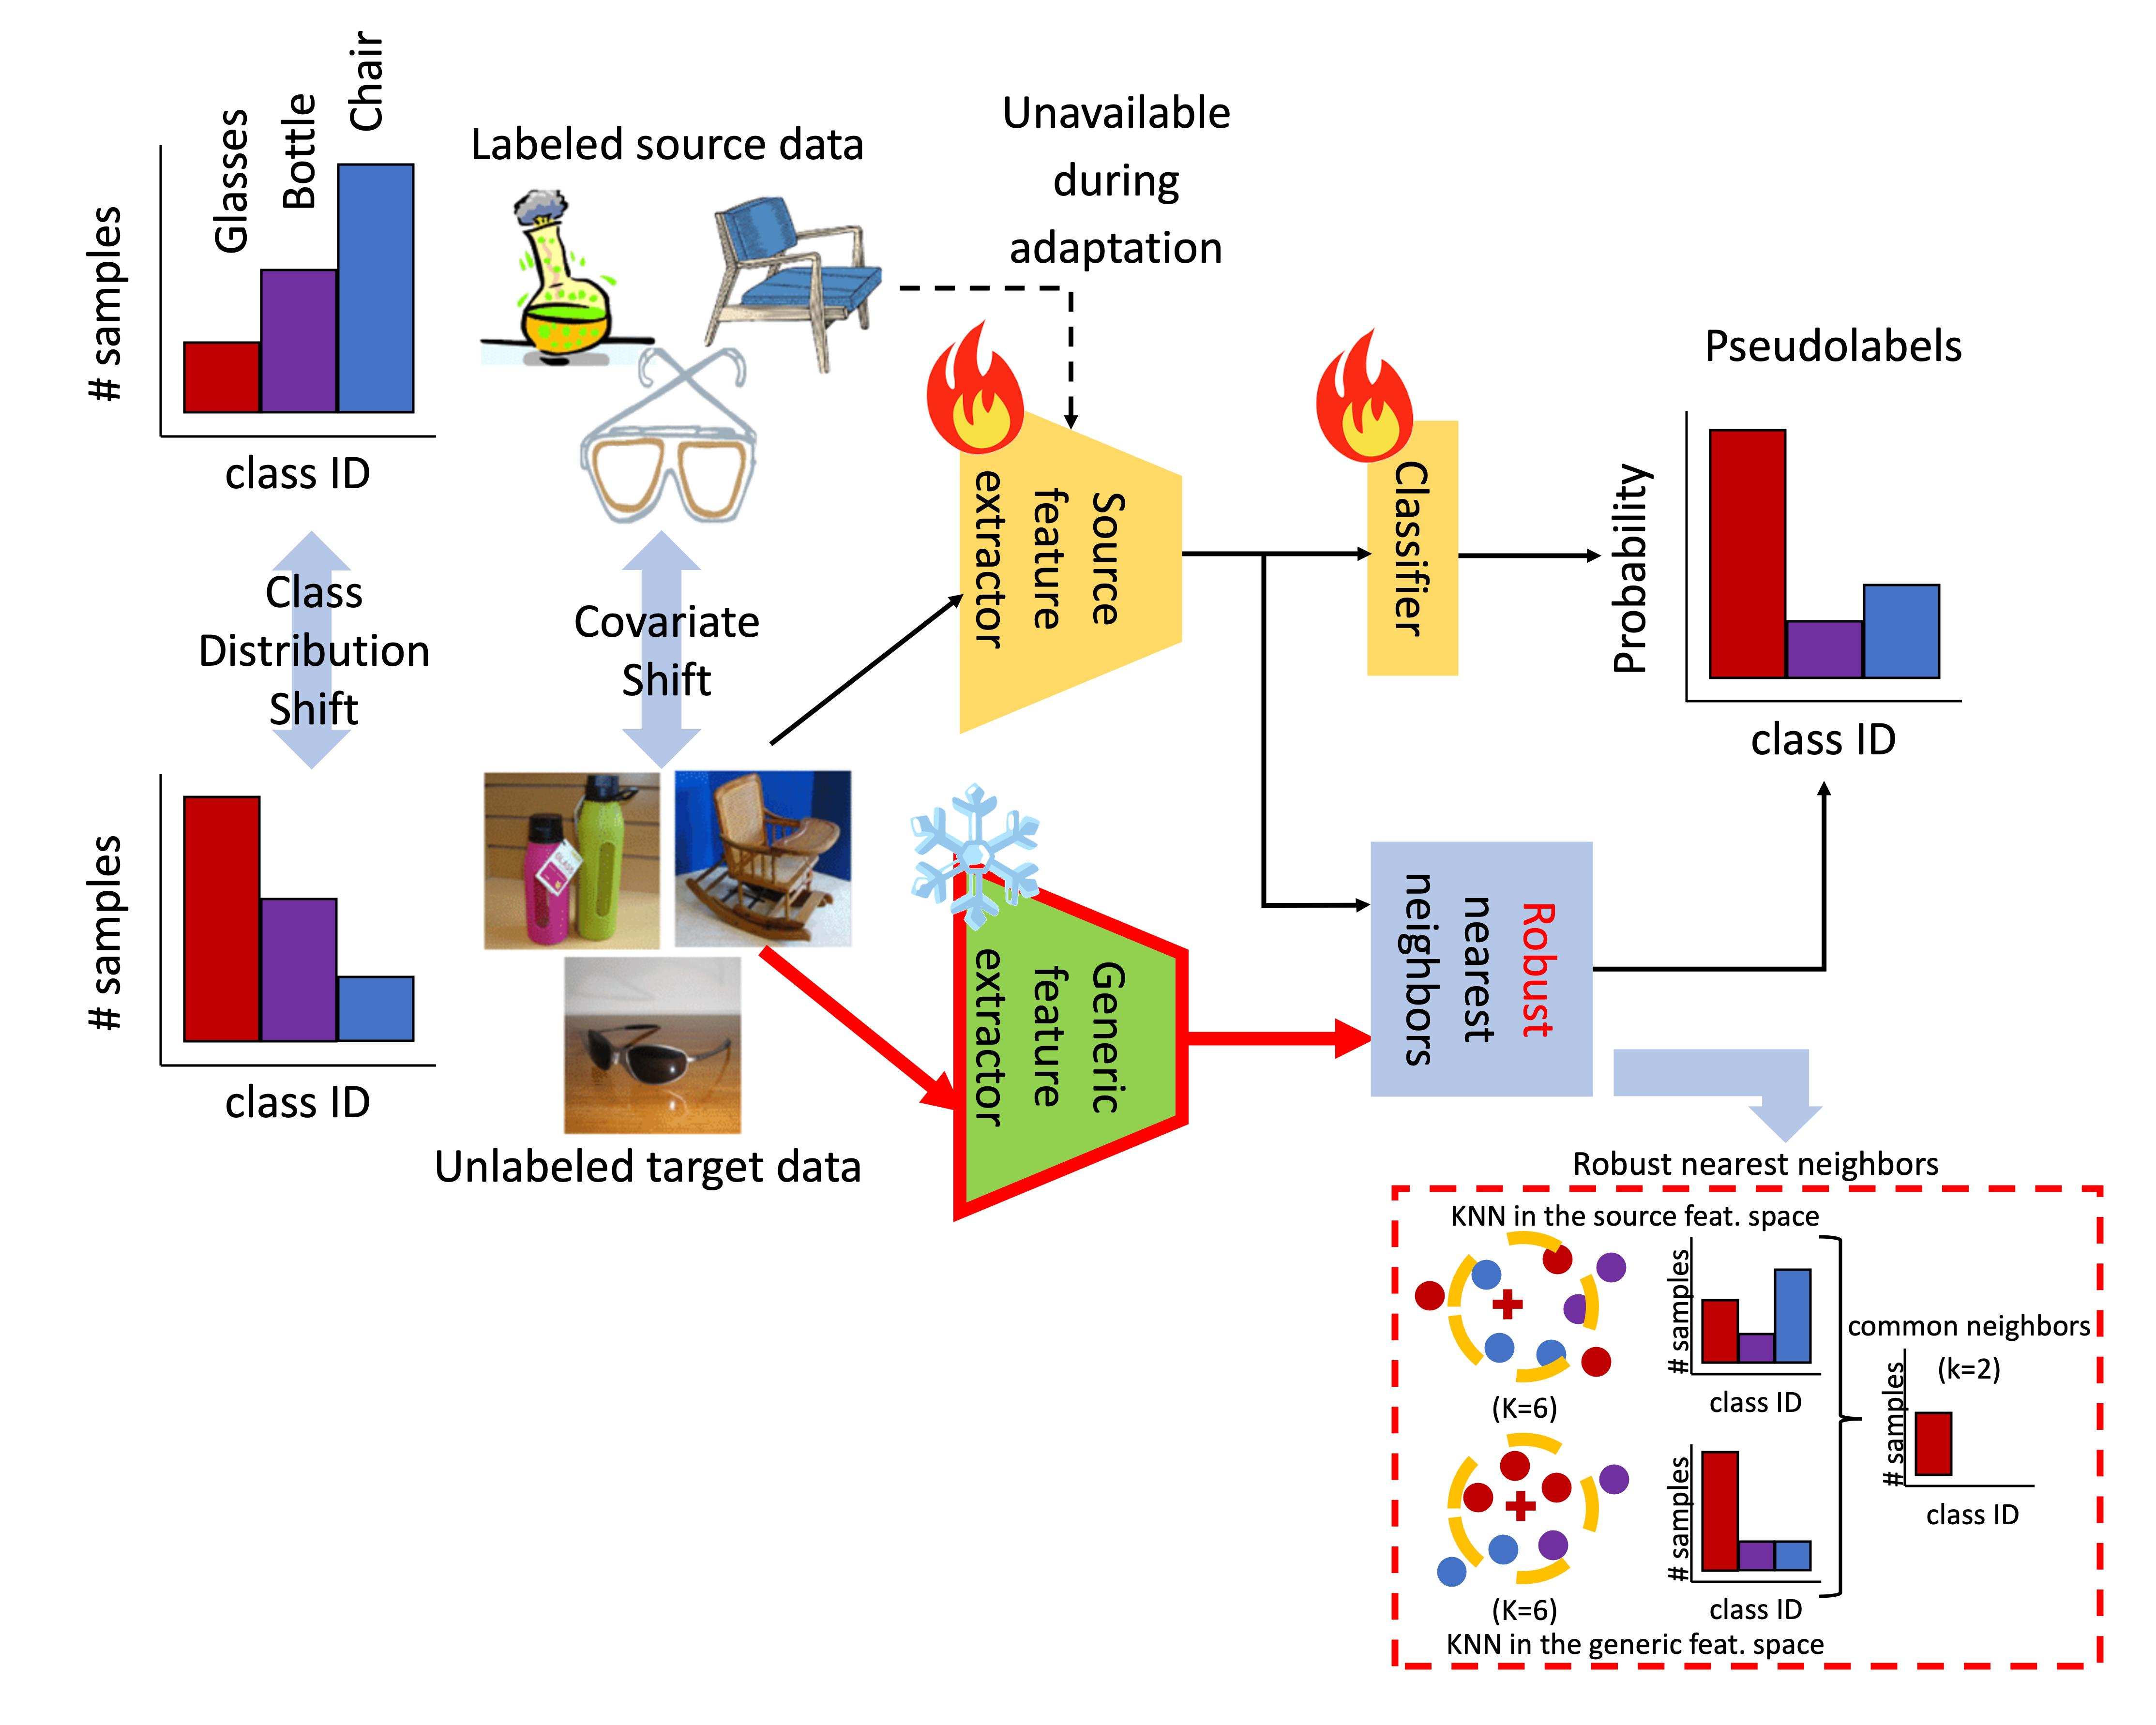 Glasses
Bottle
Chair
# samples
class ID
Labeled source data
Unavailable
during
adaptation
Class
Distribution
Shift
Covariate
Shift
Source
feature
extractor
Classifier
Pseudolabels
Probability
class ID
# samples
class ID
Unlabeled target data
Generic
feature
extractor
Robust
nearest
neighbors
Robust nearest neighbors
KNN in the source feat. space
(K=6)
# samples
class ID
common neighbors
(k=2)
# samples
class ID
(K=6)
# samples
class ID
KNN in the generic feat. space